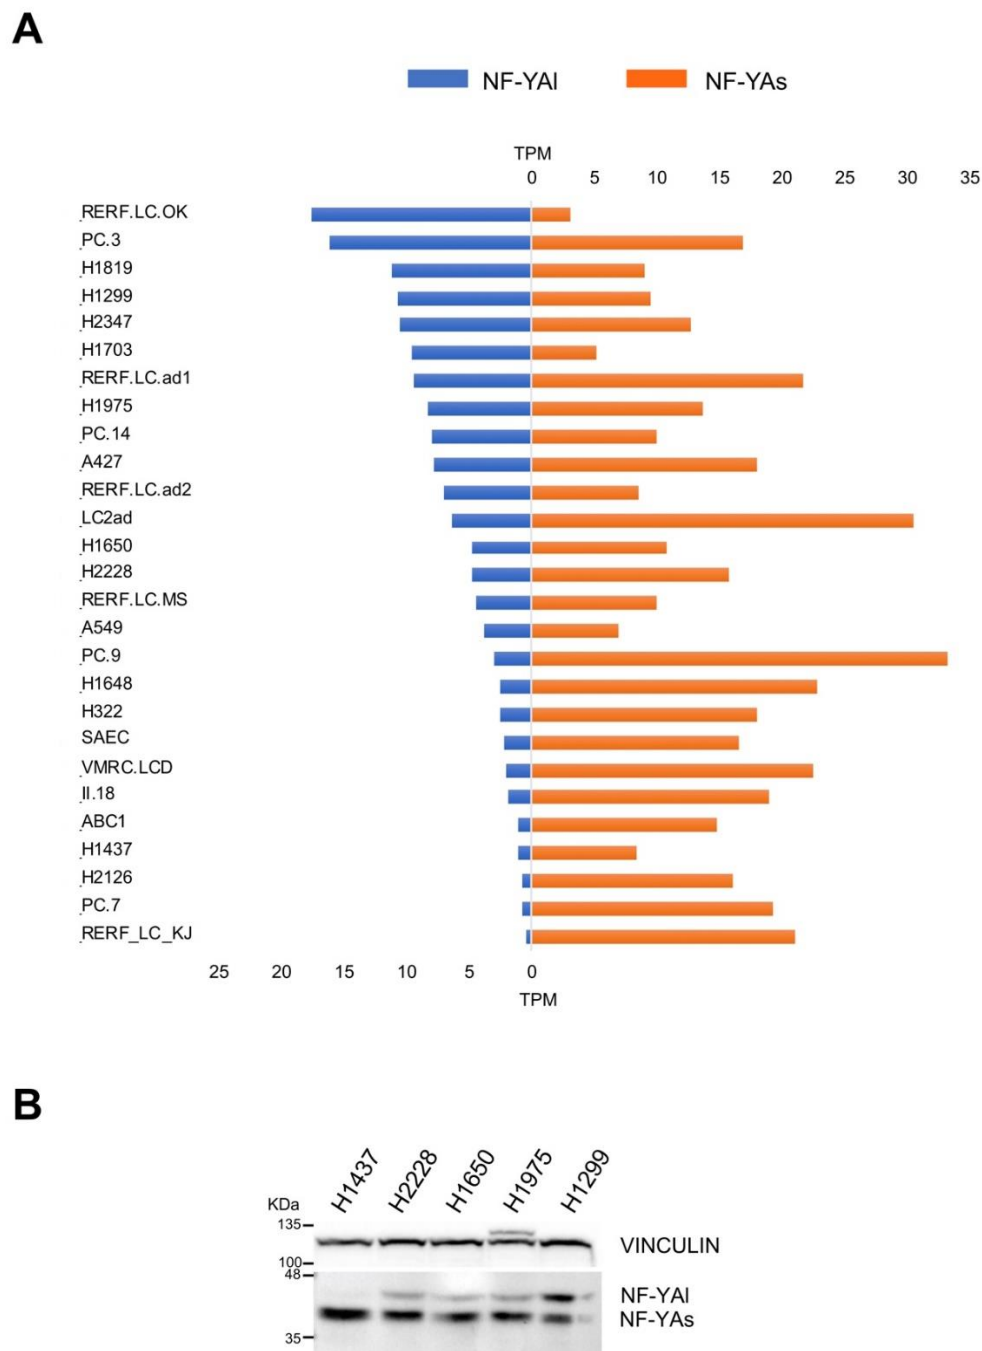 A
NF-YAl NF-YAs
TPM
0 5 10 15 20 25 30 35
RERF.LC.OK
PC.3
H1819
H1299
H2347
H1703
RERF.LC.ad1
H1975
PC.14
A427
RERF.LC.ad2
LC2ad
H1650
H2228
RERF.LC.MS
A549
PC.9
H1648
H322
SAEC
VMRC.LCD
II.18
ABC1
H1437
H2126
PC.7
RERF_LC_KJ
25 20 15 10 5 0
TPM
B
H1437 H2228 H1650 H1975 H1299
KDa
135
VINCULIN
100
48
NF-YAl
NF-YAs
35